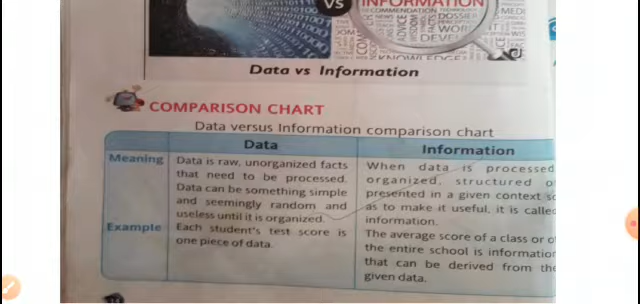 VS
INFORMATION
Data vs Information
COMPARISON CHART
Data versus Information comparison chart
Data
Information
Meaning
Data is raw, unorganized facts
that need to be processed.
Data can be something simple
and seemingly random and
useless until it is organized.
When data is processed
organized, structured
presented in a given context
as to make it useful, it is
information.
Example
Each student's test score is
one piece of data.
The average score of a class or
the entire school is
that can be derived from
given data.